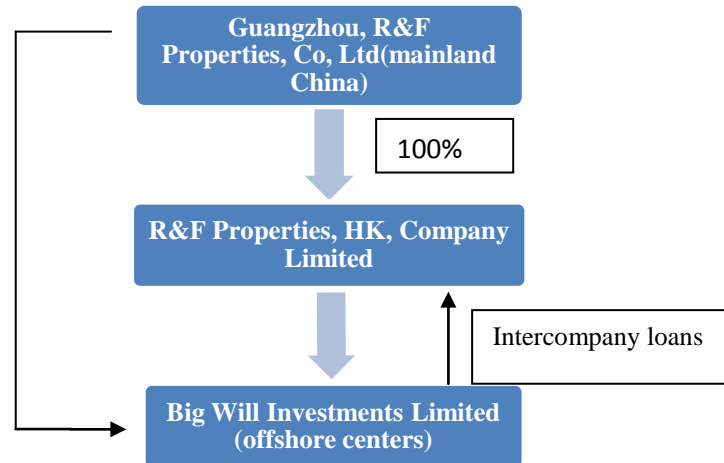 Guangzhou, R&F
Properties, Co, Ltd(mainland
China)
100%
R&F Properties, HK, Company
Limited
Intercompany loans
Big Will Investments Limited
(offshore centers)